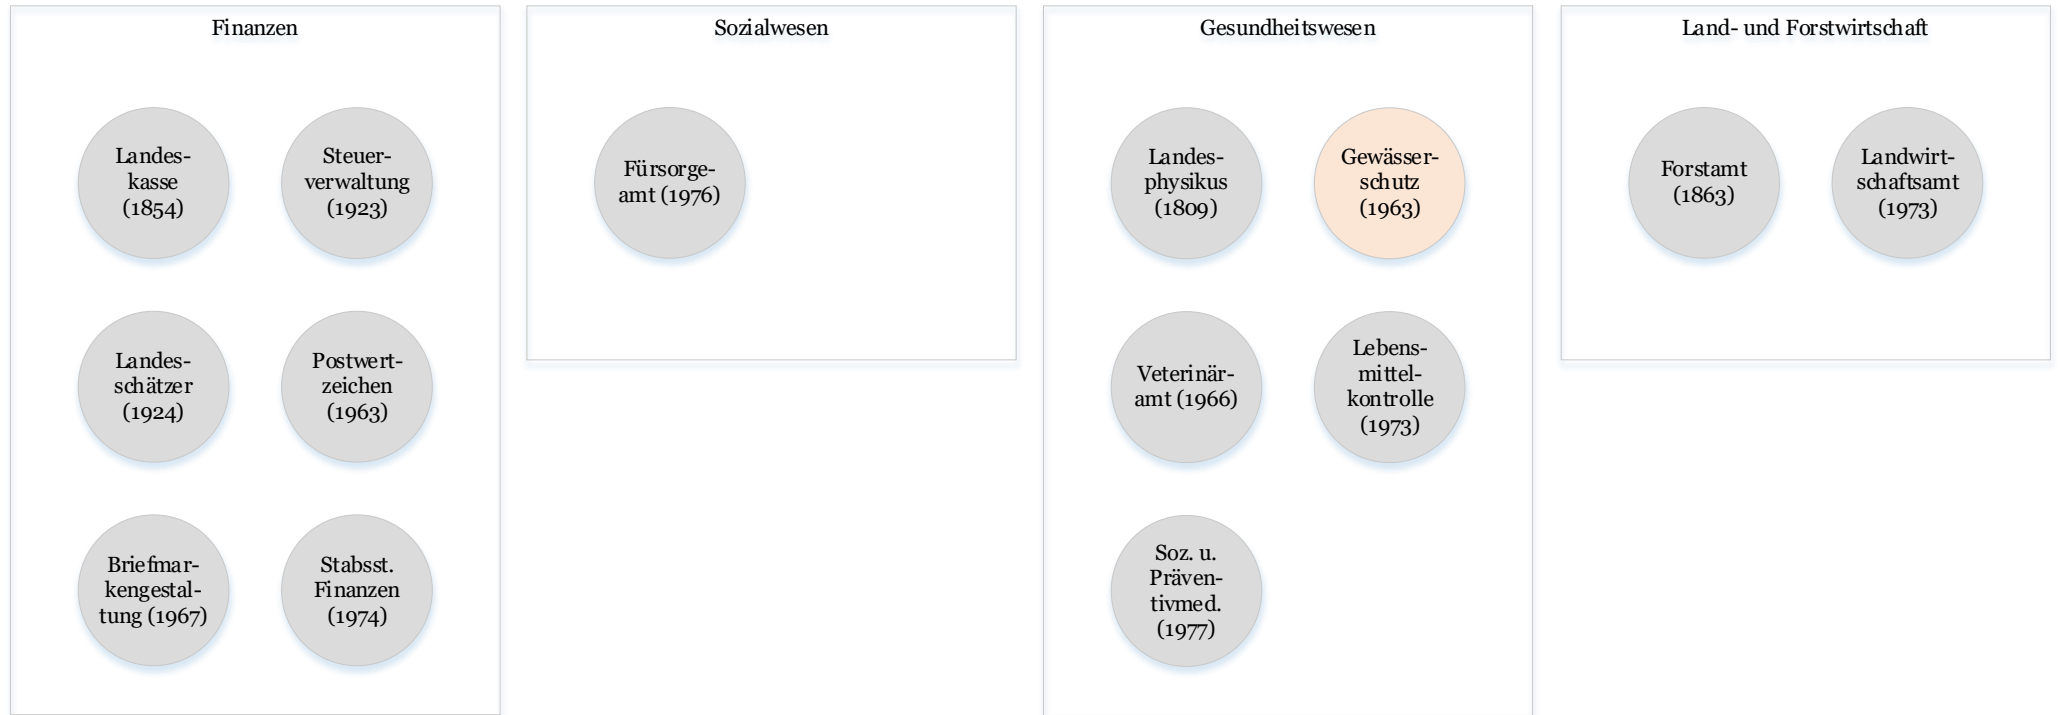 Finanzen
Landes-
kasse
(1854)
Steuer-
verwaltung
(1923)
Landes-
schätzer
(1924)
Postwert-
zeichen
(1963)
Briefmar-
kengestal-
tung (1967)
Stabsst.
Finanzen
(1974)
Sozialwesen
Fürsorge-
amt (1976)
Gesundheitswesen
Landes-
physikus
(1809)
Gewässer-
schutz
(1963)
Veterinär-
amt (1966)
Lebens-
mittel-
kontrolle
(1973)
Soz. u.
Präven-
tivmed.
(1977)
Land- und Forstwirtschaft
Forstamt
(1863)
Landwirt-
schaftsamt
(1973)